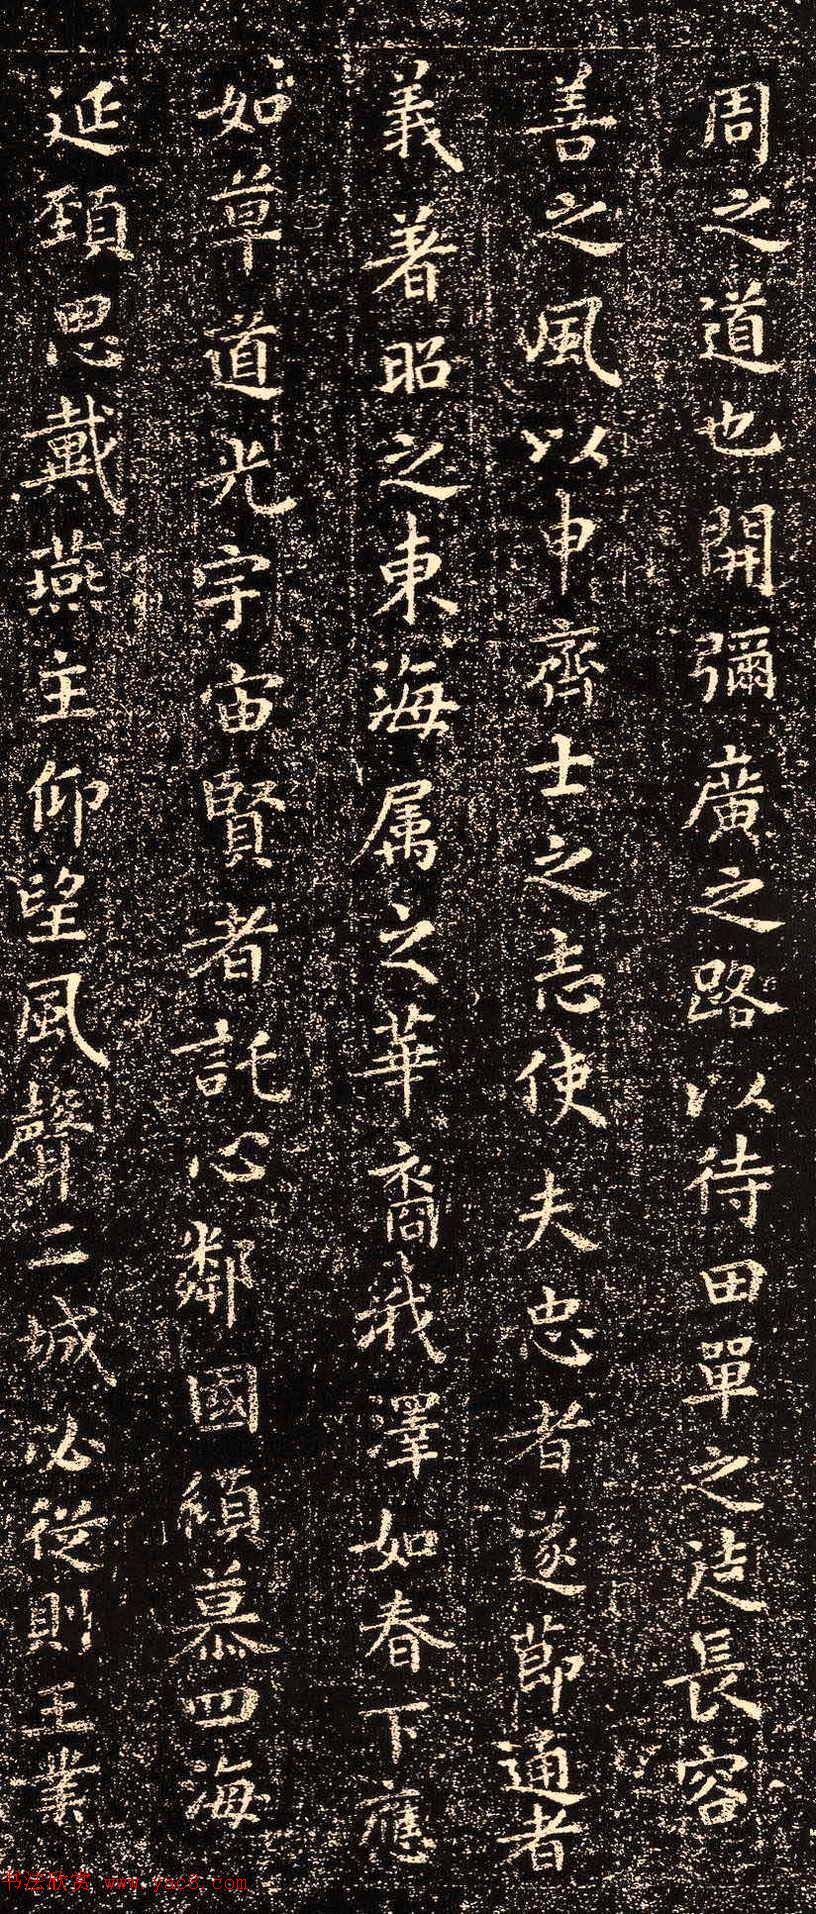 周之道也開彌廣之路以待田單之徒長容
善之風以申齊士之志使夫忠者遂節通者
義著昭之東海属之華裔我澤如春下應
如草道光宇宙賢者託心鄰國傾慕四海
延頸思戴燕主仰望風聲二城必從則王業
书法欣赏 www.yac8.com